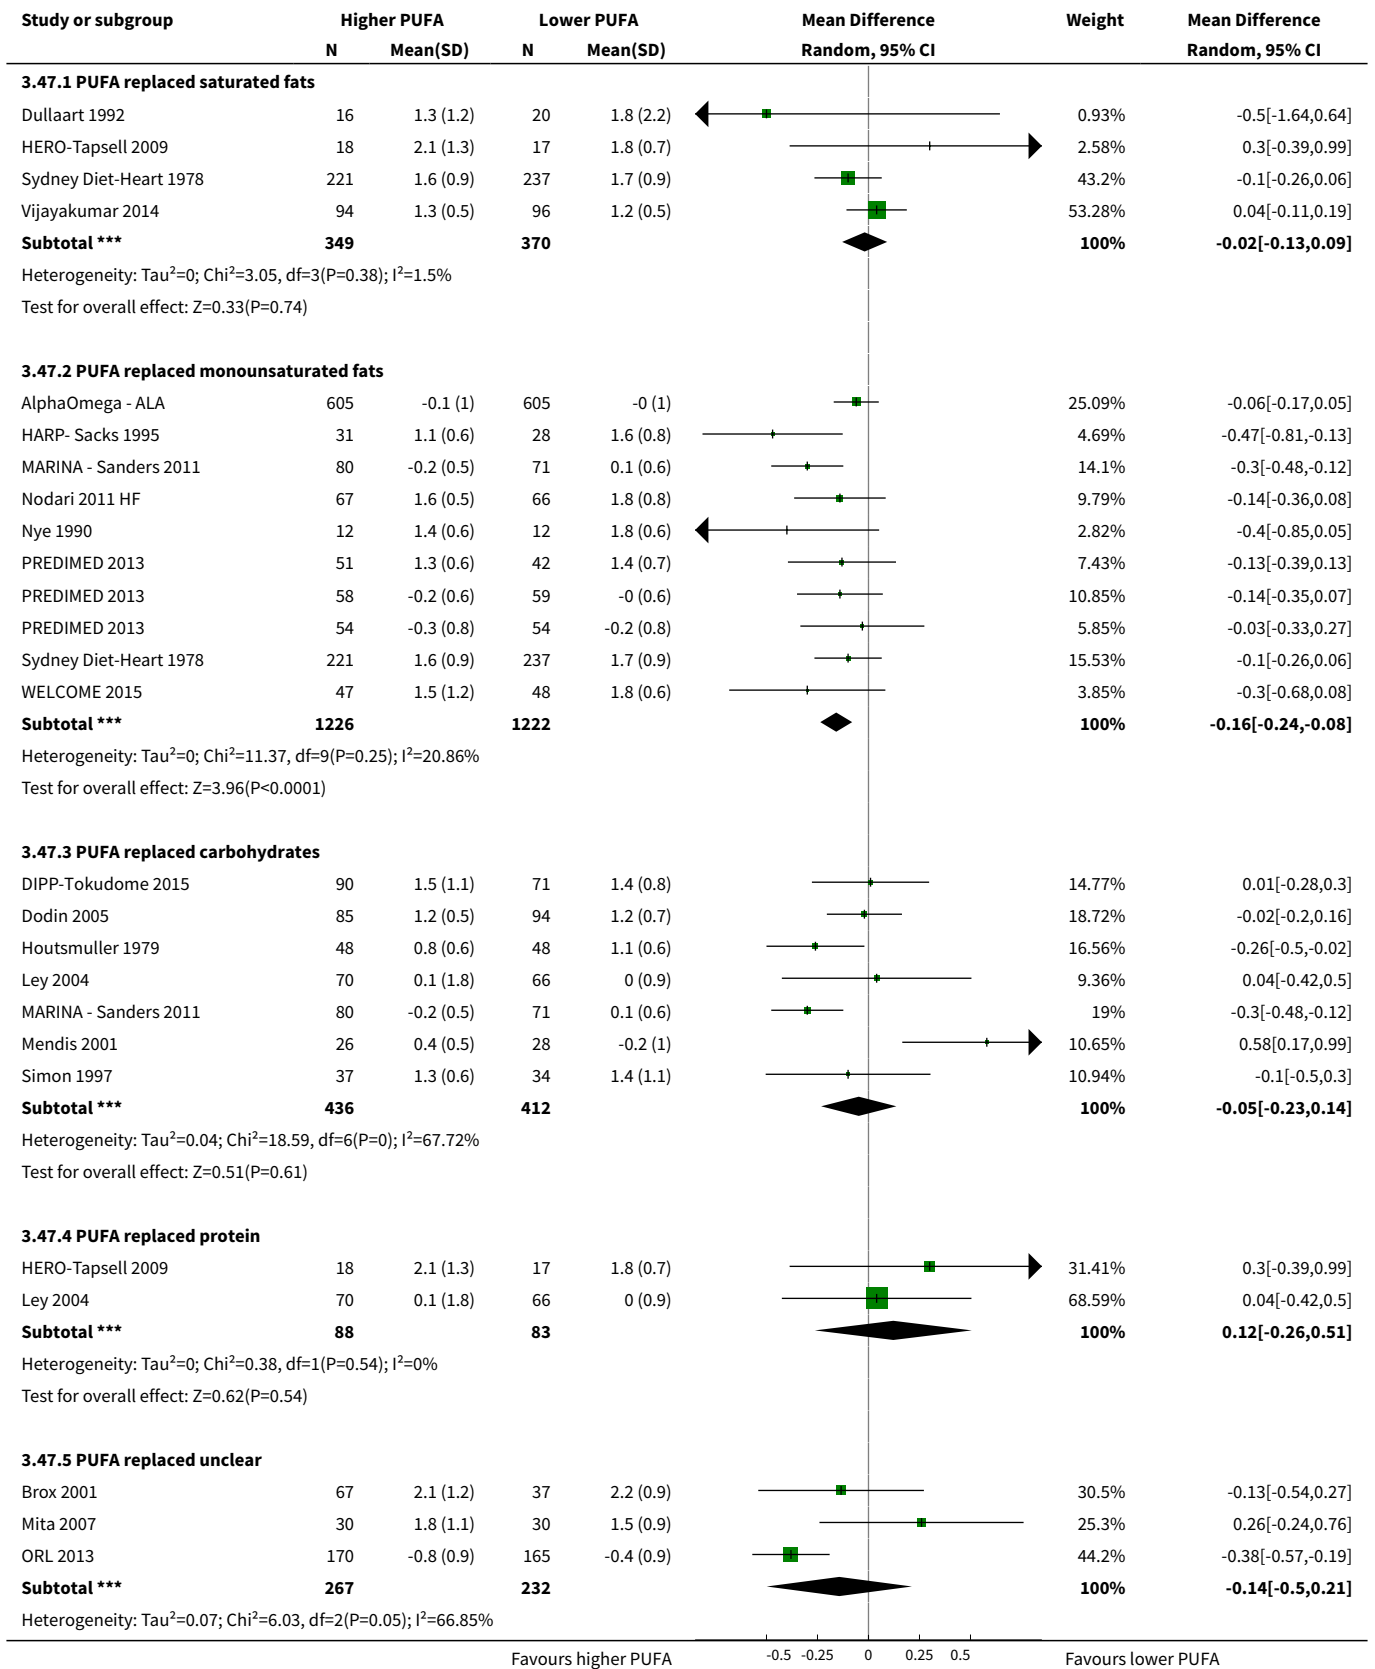 Study or subgroup Higher PUFA Lower PUFA Mean Difference Weight Mean Difference
N Mean(SD) N Mean(SD) Random, 95% CI Random, 95% CI
3.47.1 PUFA replaced saturated fats
Dullaart 1992 16 1.3 (1.2) 20 1.8 (2.2) 0.93% -0.5[-1.64,0.64]
HERO-Tapsell 2009 18 2.1 (1.3) 17 1.8 (0.7) 2.58% 0.3[-0.39,0.99]
Sydney Diet-Heart 1978 221 1.6 (0.9) 237 1.7 (0.9) 43.2% -0.1[-0.26,0.06]
Vijayakumar 2014 94 1.3 (0.5) 96 1.2 (0.5) 53.28% 0.04[-0.11,0.19]
Subtotal *** 349 370 100% -0.02[-0.13,0.09]
Heterogeneity: Tau²=0; Chi²=3.05, df=3(P=0.38); I²=1.5%
Test for overall effect: Z=0.33(P=0.74)
3.47.2 PUFA replaced monounsaturated fats
AlphaOmega - ALA 605 -0.1 (1) 605 -0 (1) 25.09% -0.06[-0.17,0.05]
HARP- Sacks 1995 31 1.1 (0.6) 28 1.6 (0.8) 4.69% -0.47[-0.81,-0.13]
MARINA - Sanders 2011 80 -0.2 (0.5) 71 0.1 (0.6) 14.1% -0.3[-0.48,-0.12]
Nodari 2011 HF 67 1.6 (0.5) 66 1.8 (0.8) 9.79% -0.14[-0.36,0.08]
Nye 1990 12 1.4 (0.6) 12 1.8 (0.6) 2.82% -0.4[-0.85,0.05]
PREDIMED 2013 51 1.3 (0.6) 42 1.4 (0.7) 7.43% -0.13[-0.39,0.13]
PREDIMED 2013 58 -0.2 (0.6) 59 -0 (0.6) 10.85% -0.14[-0.35,0.07]
PREDIMED 2013 54 -0.3 (0.8) 54 -0.2 (0.8) 5.85% -0.03[-0.33,0.27]
Sydney Diet-Heart 1978 221 1.6 (0.9) 237 1.7 (0.9) 15.53% -0.1[-0.26,0.06]
WELCOME 2015 47 1.5 (1.2) 48 1.8 (0.6) 3.85% -0.3[-0.68,0.08]
Subtotal *** 1226 1222 100% -0.16[-0.24,-0.08]
Heterogeneity: Tau²=0; Chi²=11.37, df=9(P=0.25); I²=20.86%
Test for overall effect: Z=3.96(P<0.0001)
3.47.3 PUFA replaced carbohydrates
DIPP-Tokudome 2015 90 1.5 (1.1) 71 1.4 (0.8) 14.77% 0.01[-0.28,0.3]
Dodin 2005 85 1.2 (0.5) 94 1.2 (0.7) 18.72% -0.02[-0.2,0.16]
Houtsmuller 1979 48 0.8 (0.6) 48 1.1 (0.6) 16.56% -0.26[-0.5,-0.02]
Ley 2004 70 0.1 (1.8) 66 0 (0.9) 9.36% 0.04[-0.42,0.5]
MARINA - Sanders 2011 80 -0.2 (0.5) 71 0.1 (0.6) 19% -0.3[-0.48,-0.12]
Mendis 2001 26 0.4 (0.5) 28 -0.2 (1) 10.65% 0.58[0.17,0.99]
Simon 1997 37 1.3 (0.6) 34 1.4 (1.1) 10.94% -0.1[-0.5,0.3]
Subtotal *** 436 412 100% -0.05[-0.23,0.14]
Heterogeneity: Tau²=0.04; Chi²=18.59, df=6(P=0); I²=67.72%
Test for overall effect: Z=0.51(P=0.61)
3.47.4 PUFA replaced protein
HERO-Tapsell 2009 18 2.1 (1.3) 17 1.8 (0.7) 31.41% 0.3[-0.39,0.99]
Ley 2004 70 0.1 (1.8) 66 0 (0.9) 68.59% 0.04[-0.42,0.5]
Subtotal *** 88 83 100% 0.12[-0.26,0.51]
Heterogeneity: Tau²=0; Chi²=0.38, df=1(P=0.54); I²=0%
Test for overall effect: Z=0.62(P=0.54)
3.47.5 PUFA replaced unclear
Brox 2001 67 2.1 (1.2) 37 2.2 (0.9) 30.5% -0.13[-0.54,0.27]
Mita 2007 30 1.8 (1.1) 30 1.5 (0.9) 25.3% 0.26[-0.24,0.76]
ORL 2013 170 -0.8 (0.9) 165 -0.4 (0.9) 44.2% -0.38[-0.57,-0.19]
Subtotal *** 267 232 100% -0.14[-0.5,0.21]
Heterogeneity: Tau²=0.07; Chi²=6.03, df=2(P=0.05); I²=66.85%
Favours higher PUFA -0.5 -0.25 0 0.25 0.5 Favours lower PUFA